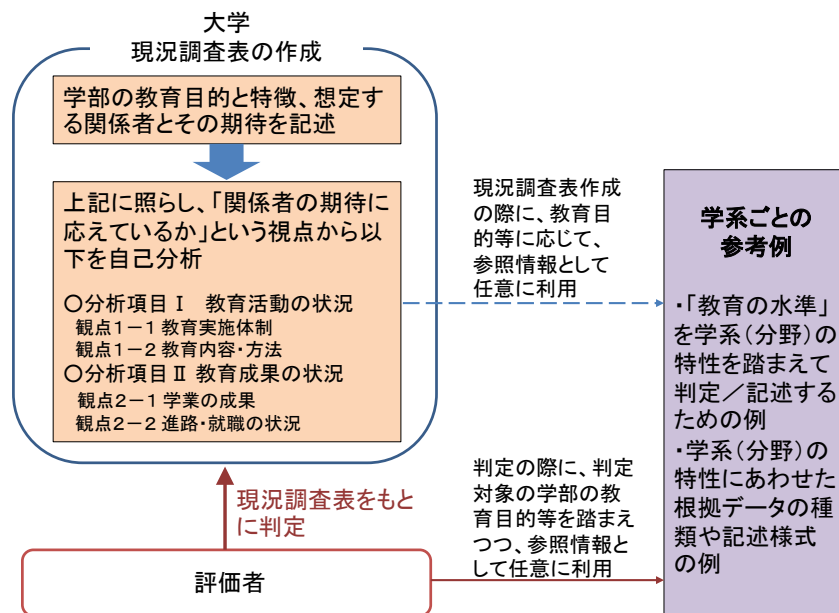 大学
現況調査表の作成
学部の教育目的と特徴、想定す
る関係者とその期待を記述
上記に照らし、「関係者の期待に
応えているか」という視点から以
下を自己分析
○分析項目Ⅰ　教育活動の状況
観点１－１ 教育実施体制
観点１－２ 教育内容・方法
○分析項目Ⅱ 教育成果の状況
観点２－１ 学業の成果
観点２－２ 進路・就職の状況
現況調査表作成
の際に、教育目
的等に応じて、
参照情報として
任意に利用
学系ごとの
参考例
・「教育の水準」
を学系（分野）の
特性を踏まえて
判定／記述する
ための例
・学系（分野）の
特性にあわせた
根拠データの種
類や記述様式
の例
現況調査表をもと
に判定
判定の際に、判定
対象の学部の教
育目的等を踏まえ
つつ、参照情報と
して任意に利用
評価者